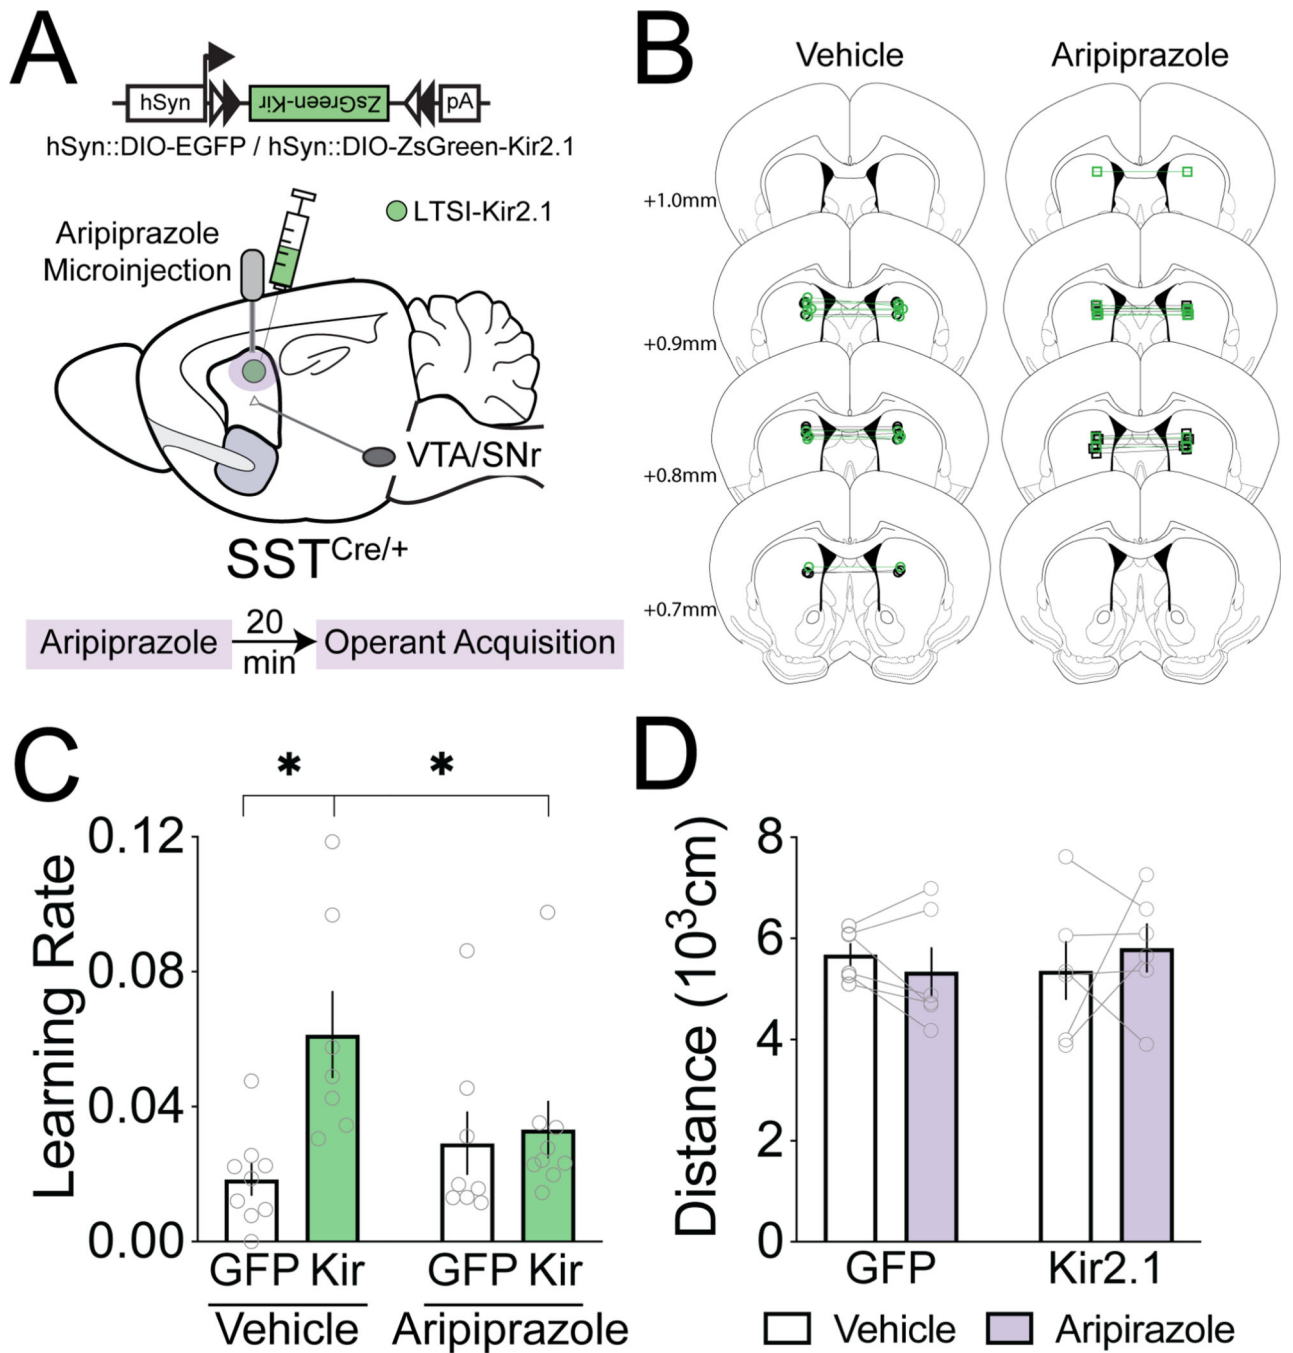 A
hSyn
ZsGreen-Kir
pA
hSyn::DIO-EGFP / hSyn::DIO-ZsGreen-Kir2.1
LTSI-Kir2.1
Aripiprazole
Microinjection
VTA/SNr
SST^Cre/+
Aripiprazole
20
min
Operant Acquisition
B
Vehicle
Aripiprazole
+1.0mm
+0.9mm
+0.8mm
+0.7mm
C
* *
Learning Rate
0.12
0.08
0.04
0.00
GFP Kir GFP Kir
Vehicle Aripiprazole
D
Distance (10³cm)
8
6
4
2
0
GFP Kir2.1
Vehicle Aripirazole